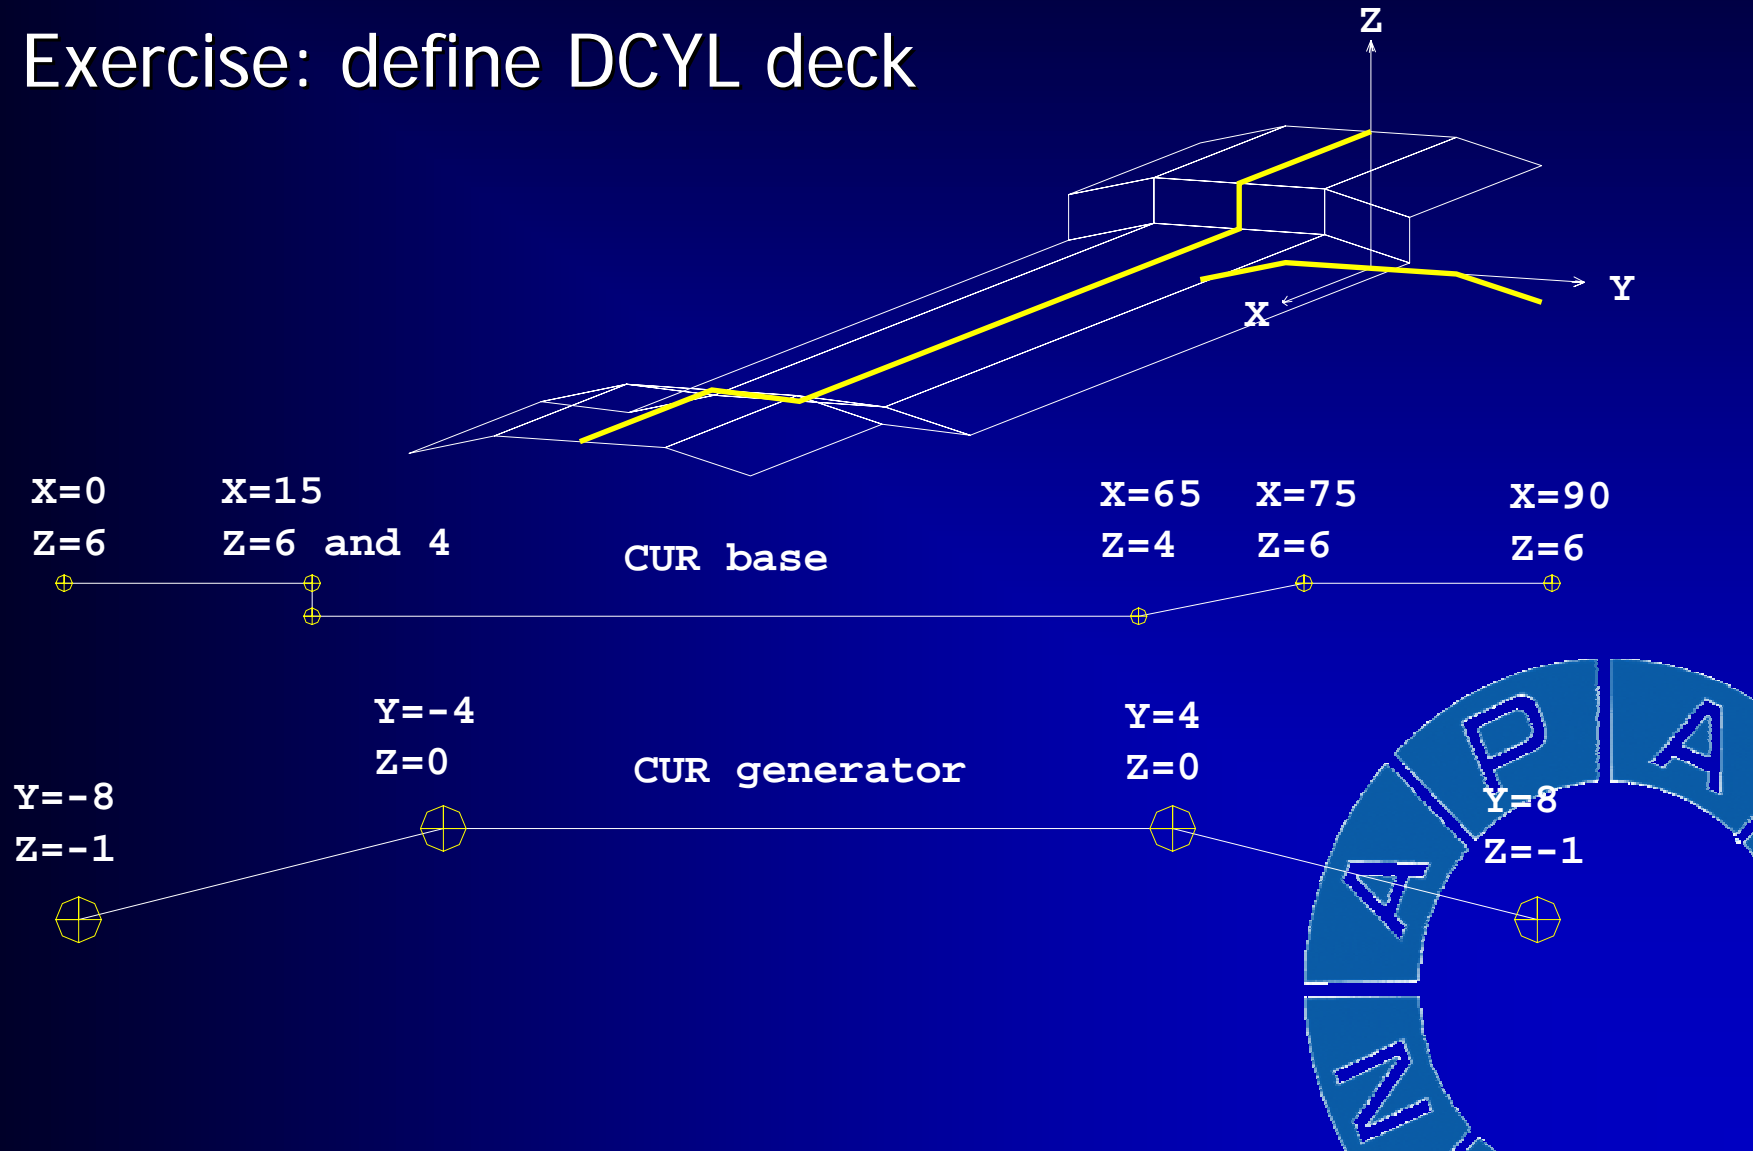 Exercise: define DCYL deck
Z
Y
X
X=0
Z=6
X=15
Z=6 and 4
CUR base
X=65
Z=4
X=75
Z=6
X=90
Z=6
Y=-8
Z=-1
Y=-4
Z=0
CUR generator
Y=4
Z=0
Y=8
Z=-1
N
A
P
A